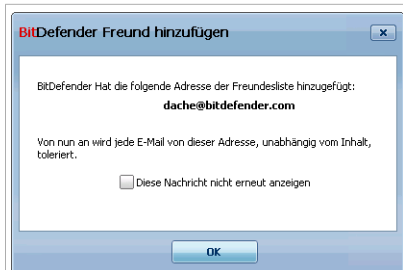 BitDefender Freund hinzufügen
BitDefender Hat die folgende Adresse der Freundesliste hinzugefügt:
dache@bitdefender.com
Von nun an wird jede E-Mail von dieser Adresse, unabhängig vom Inhalt,
toleriert.
Diese Nachricht nicht erneut anzeigen
OK